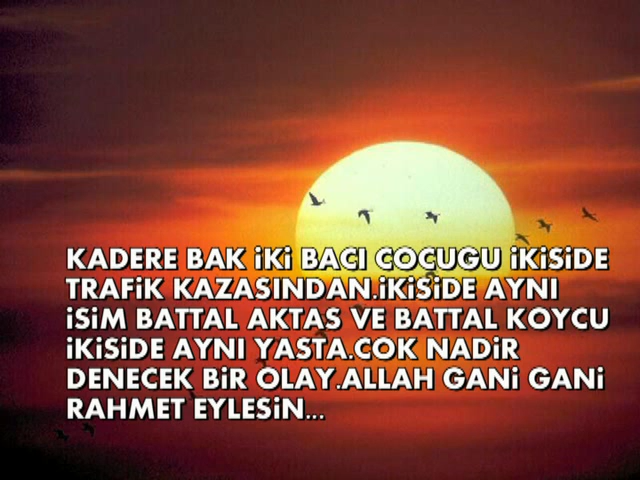 KADERE BAK iKi BACI COCUGU iKiSiDE
TRAFiK KAZASINDAN.iKiSiDE AYNI
iSiM BATTAL AKTAS VE BATTAL KOYCU
iKiSiDE AYNI YASTA.COK NADiR
DENECEK BiR OLAY.ALLAH GANi GANi
RAHMET EYLESiN...